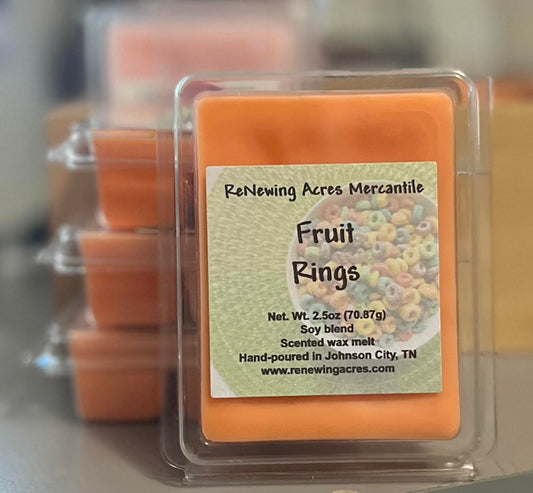 ReNewing Acres Mercantile
Fruit
Rings
Net. Wt. 2.5oz (70.87g)
Soy blend
Scented wax melt
Hand-poured in Johnson City, TN
www.renewingacres.com